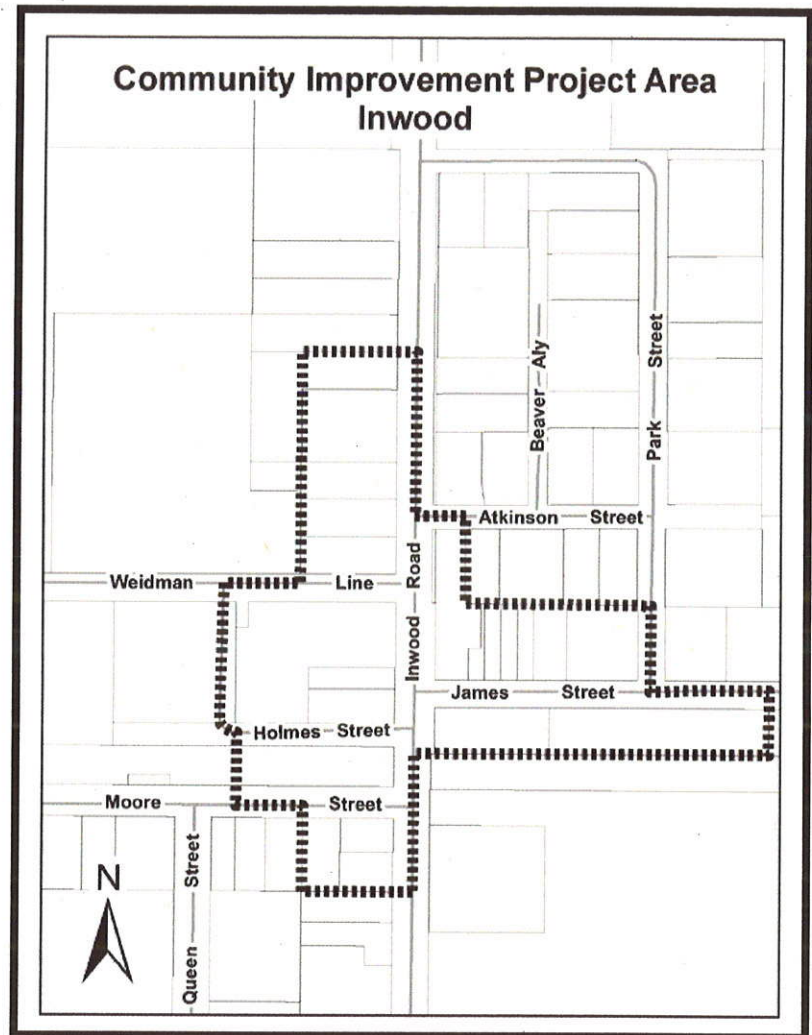 Community Improvement Project Area
Inwood
Beaver Aly
Park Street
Atkinson Street
Weidman Line
Inwood Road
James Street
Holmes Street
Moore Street
Queen Street
N